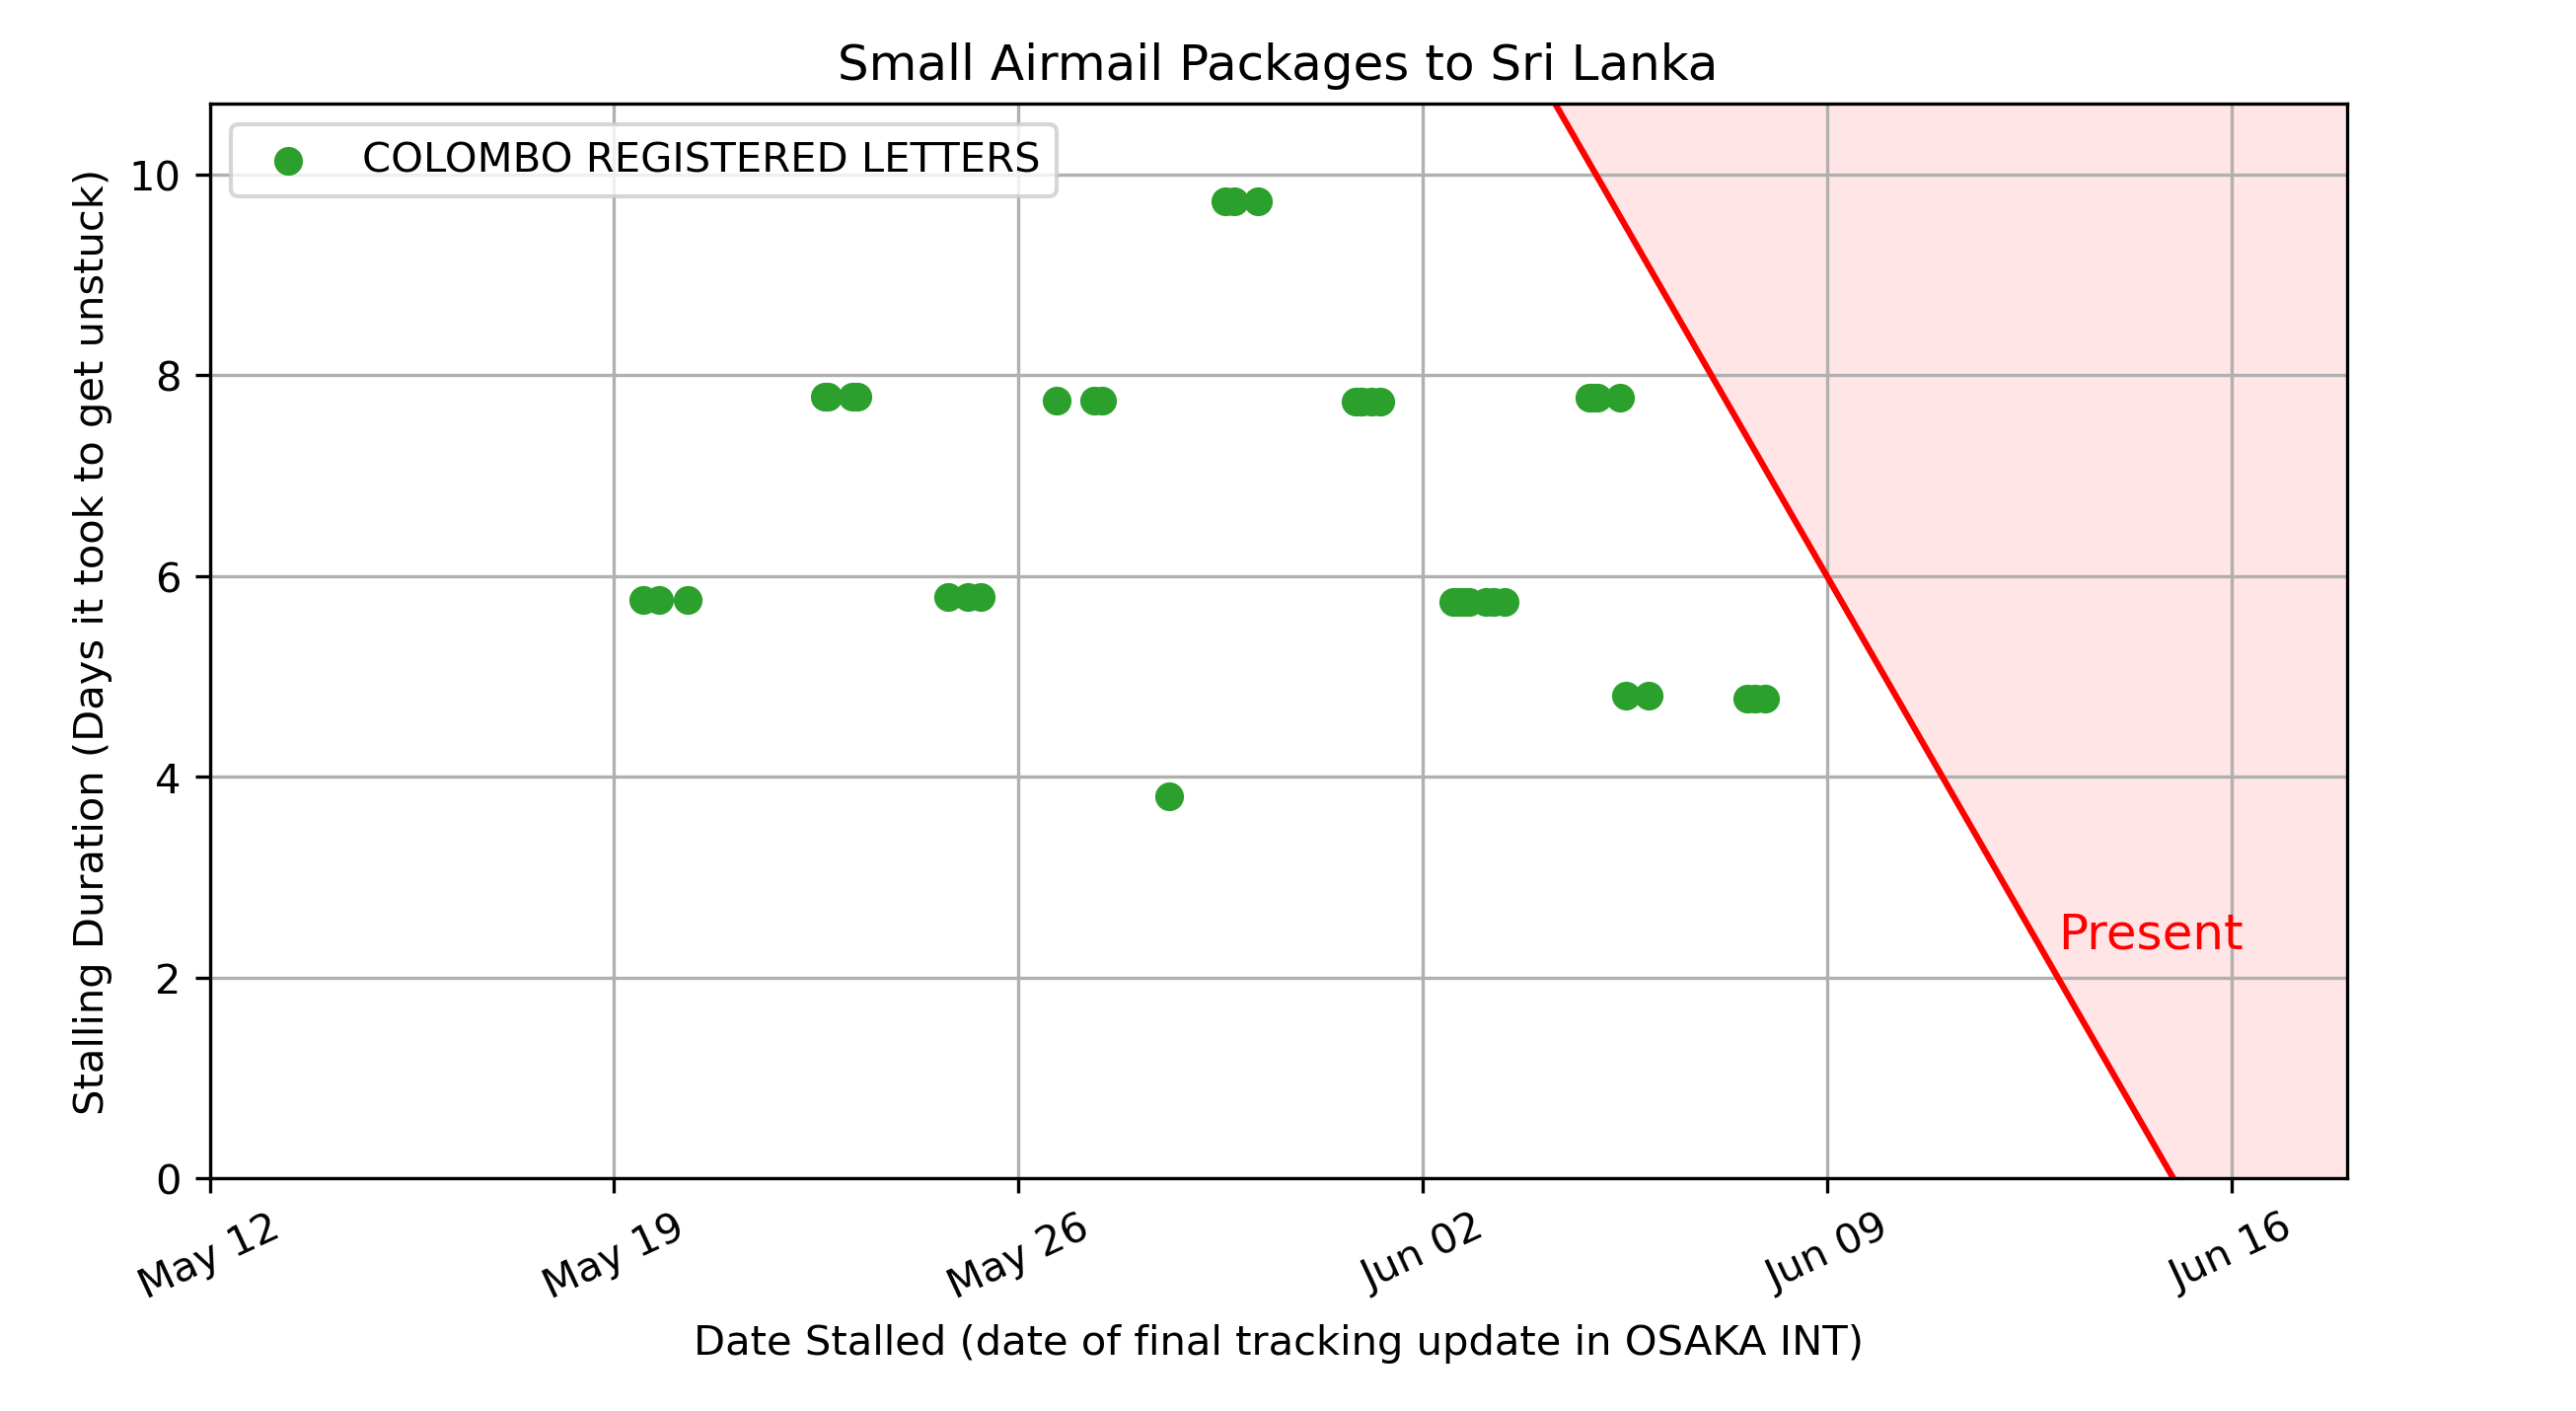 Small Airmail Packages to Sri Lanka
COLOMBO REGISTERED LETTERS
Stalling Duration (Days it took to get unstuck)
10
8
6
4
2
0
Present
May 12
May 19
May 26
Jun 02
Jun 09
Jun 16
Date Stalled (date of final tracking update in OSAKA INT)